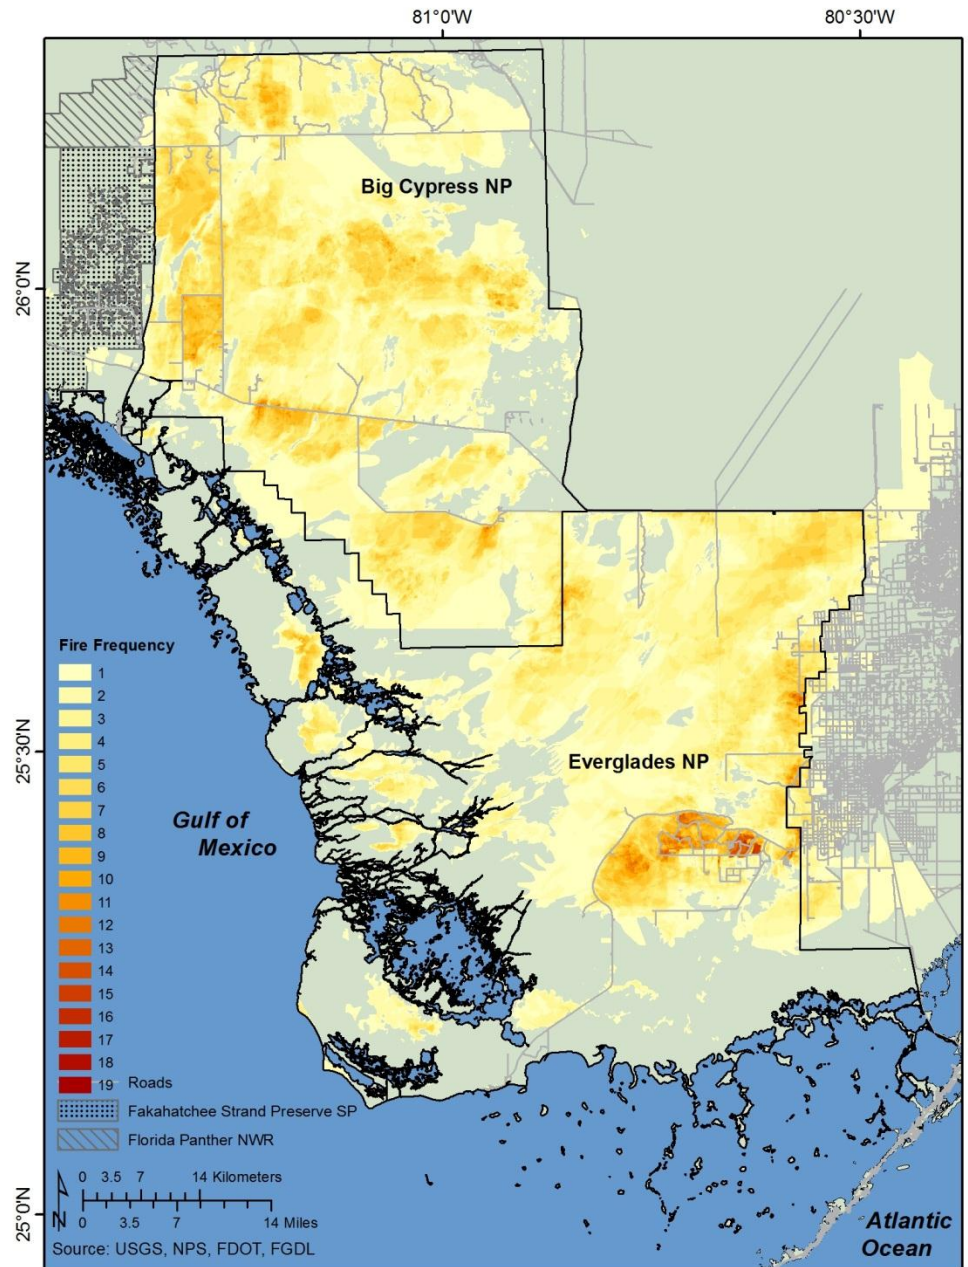 81°0'W
80°30'W
Big Cypress NP
26°0'N
Fire Frequency
1
2
3
4
5
6
7
8
9
10
11
12
13
14
15
16
17
18
19
Roads
Fakahatchee Strand Preserve SP
Florida Panther NWR
25°30'N
Everglades NP
Gulf of
Mexico
0 3.5 7 14 Kilometers
N
0 3.5 7 14 Miles
25°0'N
Source: USGS, NPS, FDOT, FGDL
Atlantic
Ocean